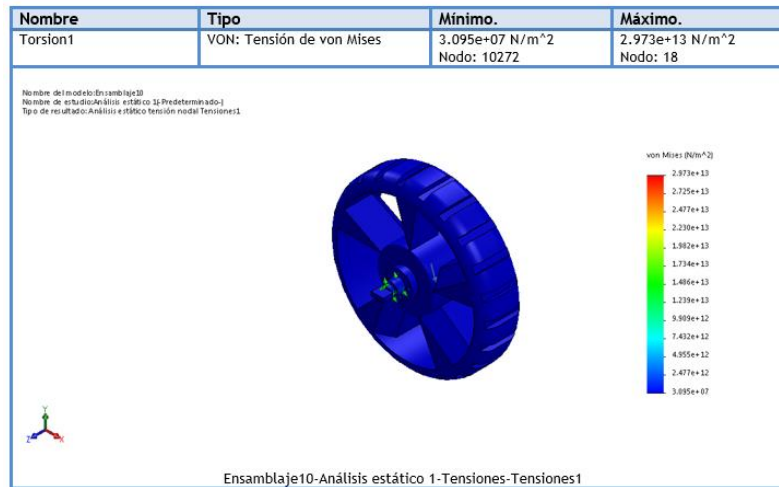 Nombre Tipo Mínimo. Máximo.
Torsion1 VON: Tensión de von Mises 3.095e+07 N/m^2 2.973e+13 N/m^2
Nodo: 10272 Nodo: 18
Nombre del modelo:Ensamblaje10
Nombre de estudio:Análisis estático 1(-Predeterminado-)
Tipo de resultado: Análisis estático tensión nodal Tensiones1
von Mises (N/m^2)
2.973e+13
2.725e+13
2.477e+13
2.230e+13
1.982e+13
1.734e+13
1.486e+13
1.239e+13
9.909e+12
7.432e+12
4.955e+12
2.477e+12
3.095e+07
Y
Z X
Ensamblaje10-Análisis estático 1-Tensiones-Tensiones1